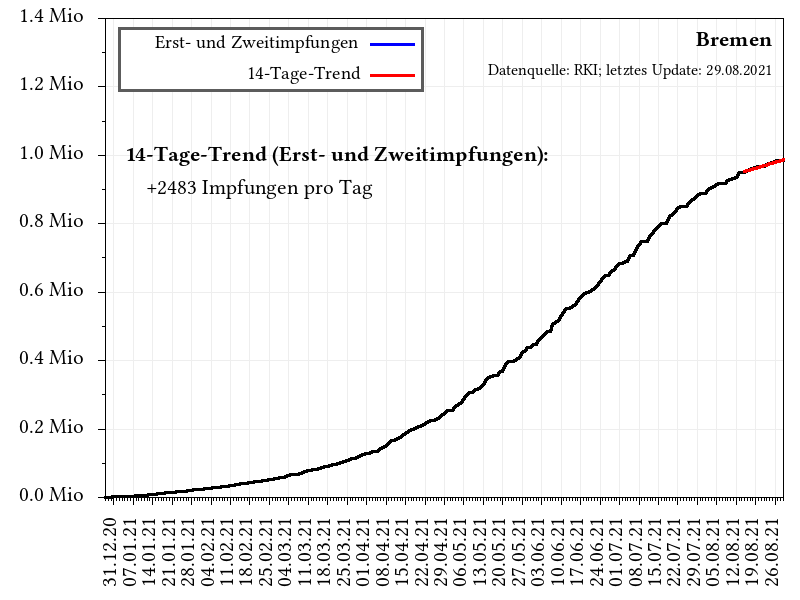 1.4 Mio
1.2 Mio
1.0 Mio
0.8 Mio
0.6 Mio
0.4 Mio
0.2 Mio
0.0 Mio
Erst- und Zweitimpfungen
14-Tage-Trend
Bremen
Datenquelle: RKI; letztes Update: 29.08.2021
14-Tage-Trend (Erst- und Zweitimpfungen):
+2483 Impfungen pro Tag
31.12.20
07.01.21
14.01.21
21.01.21
28.01.21
04.02.21
11.02.21
18.02.21
25.02.21
04.03.21
11.03.21
18.03.21
25.03.21
01.04.21
08.04.21
15.04.21
22.04.21
29.04.21
06.05.21
13.05.21
20.05.21
27.05.21
03.06.21
10.06.21
17.06.21
24.06.21
01.07.21
08.07.21
15.07.21
22.07.21
29.07.21
05.08.21
12.08.21
19.08.21
26.08.21